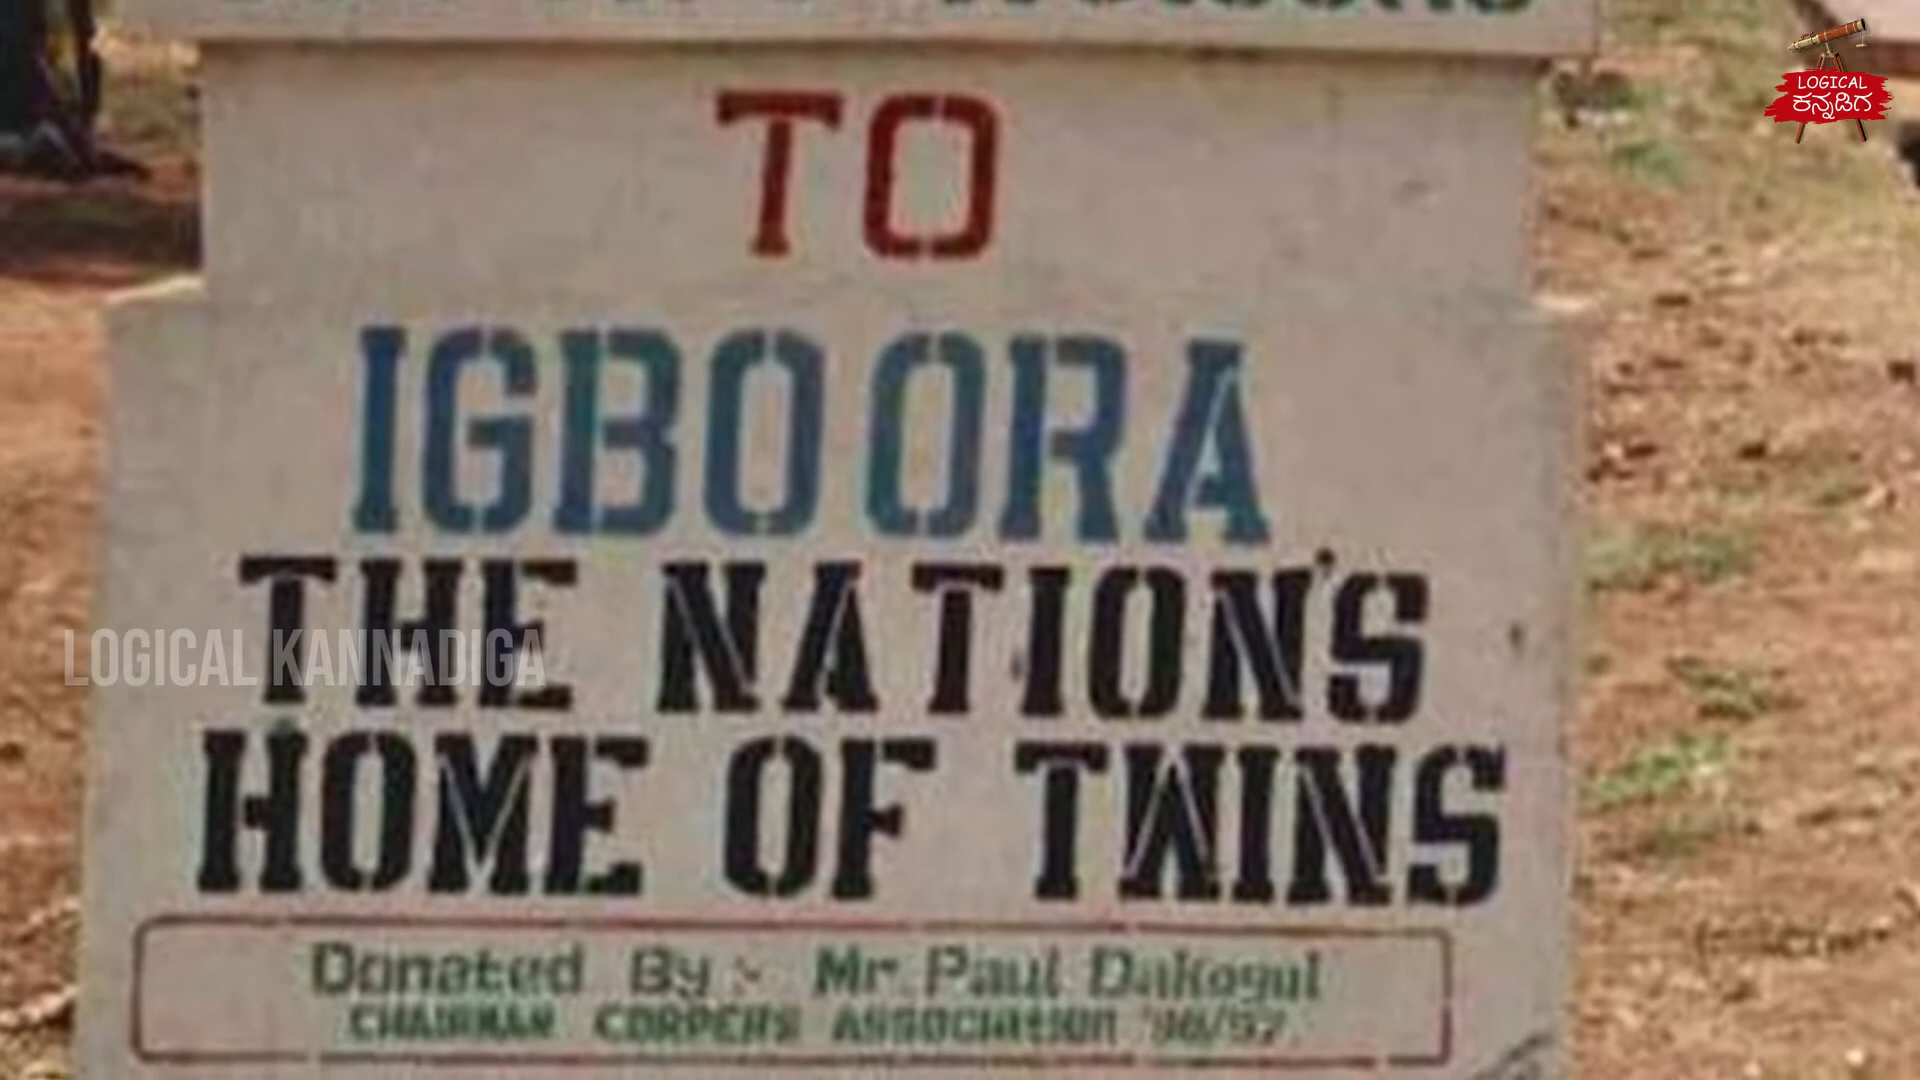 TO
IGBOORA
THE NATION'S
HOME OF TWINS
Donated By :- Mr. Paul Dakogul
CHAIRMAN CORPERS ASSOCIATION '96/97
LOGICAL KANNADIGA
LOGICAL
ಕನ್ನಡಿಗ